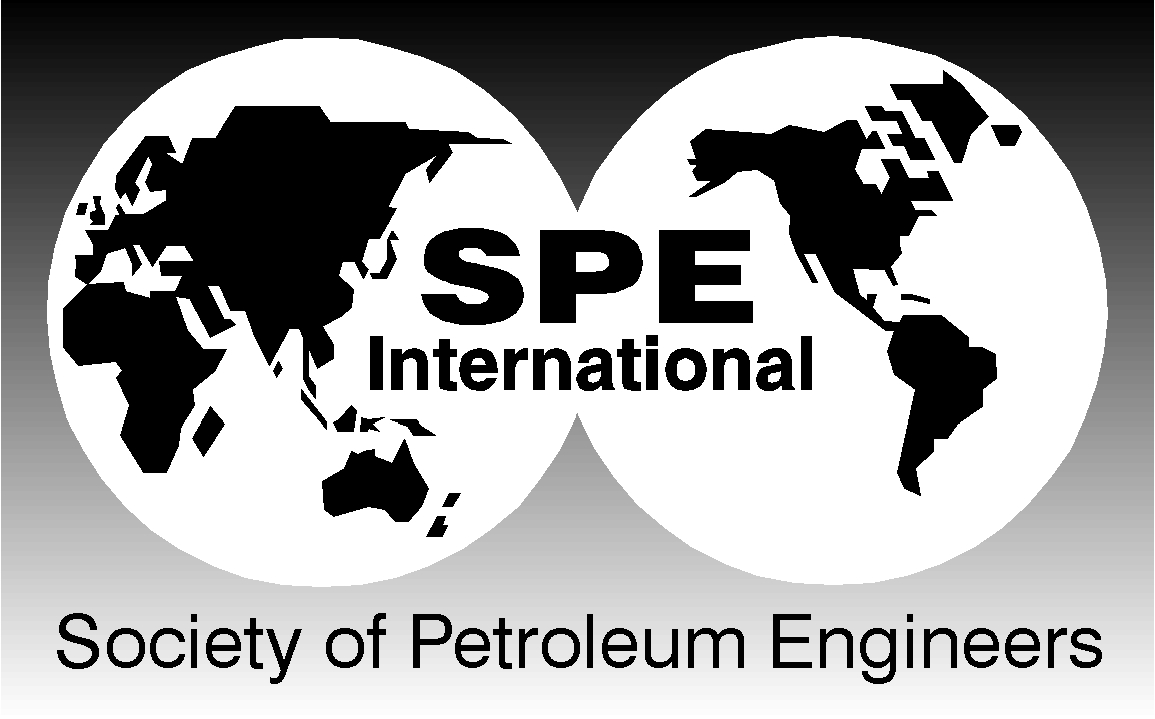 SPE
International
Society of Petroleum Engineers